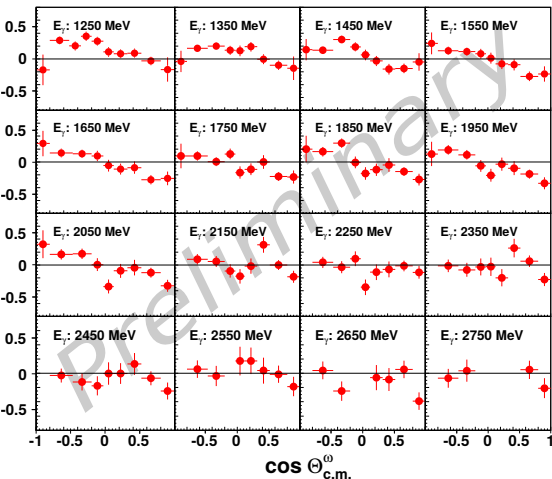 0.5
0
-0.5
Eγ: 1250 MeV
Eγ: 1350 MeV
Eγ: 1450 MeV
Eγ: 1550 MeV
0.5
0
-0.5
Eγ: 1650 MeV
Eγ: 1750 MeV
Eγ: 1850 MeV
Eγ: 1950 MeV
0.5
0
-0.5
Eγ: 2050 MeV
Eγ: 2150 MeV
Eγ: 2250 MeV
Eγ: 2350 MeV
0.5
0
-0.5
Eγ: 2450 MeV
Eγ: 2550 MeV
Eγ: 2650 MeV
Eγ: 2750 MeV
Preliminary
-1 -0.5 0 0.5 -0.5 0 0.5 -0.5 0 0.5 -0.5 0 0.5 1
cos Θ^ω_c.m.